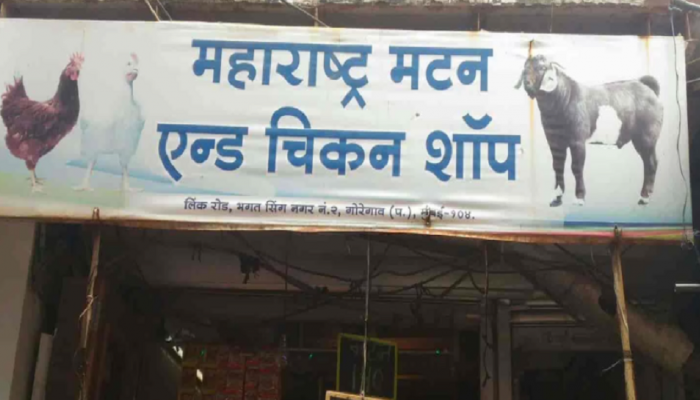 महाराष्ट्र मटन
एन्ड चिकन शॉप
लिंक रोड, भगत सिंग नगर नं.२, गोरेगाव (प.), मुंबई-१०४.